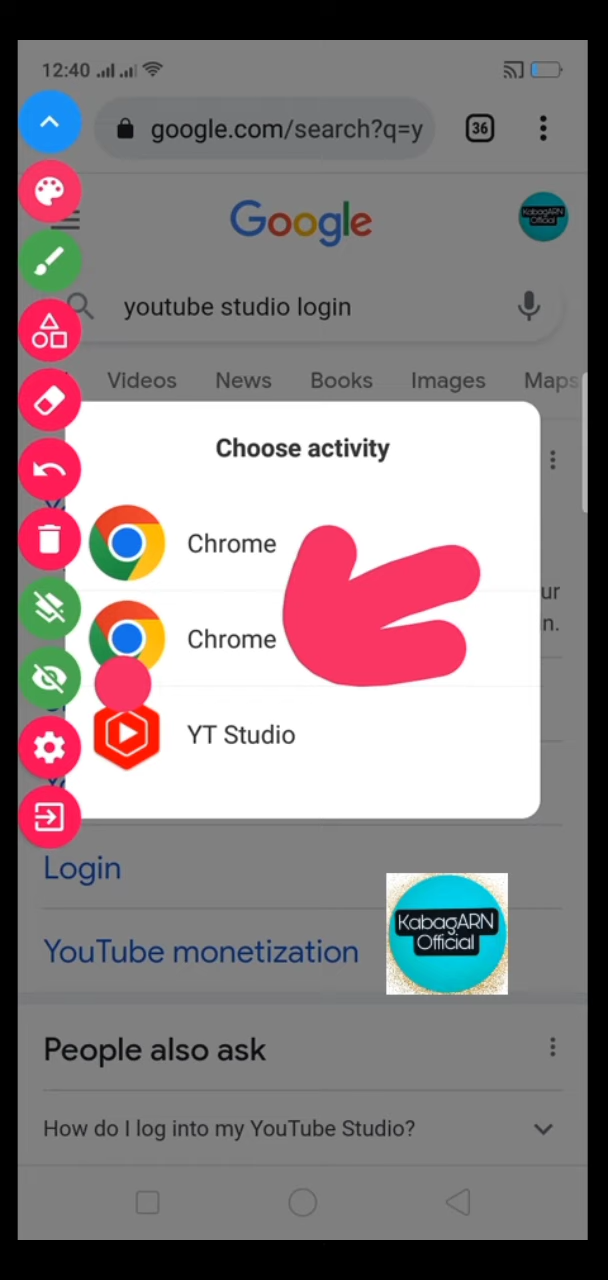 12:40
google.com/search?q=y
36
Google
KabagARN
Official
youtube studio login
Videos News Books Images Maps
Choose activity
Chrome
ur
n.
Chrome
YT Studio
Login
YouTube monetization
KabagARN
Official
People also ask
How do I log into my YouTube Studio?